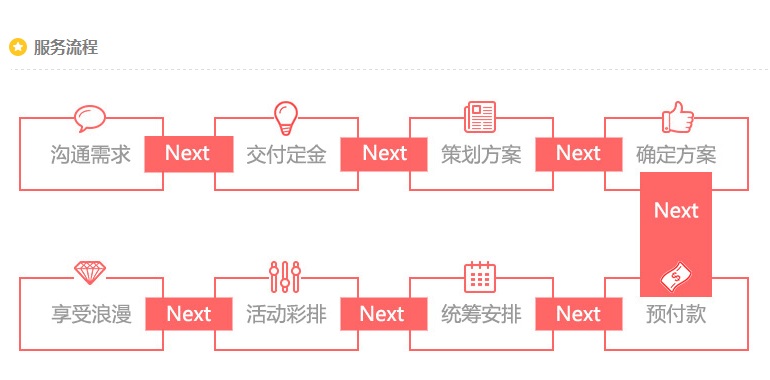 服务流程
沟通需求 Next 交付定金 Next 策划方案 Next 确定方案
Next
$
享受浪漫 Next 活动彩排 Next 统筹安排 Next 预付款